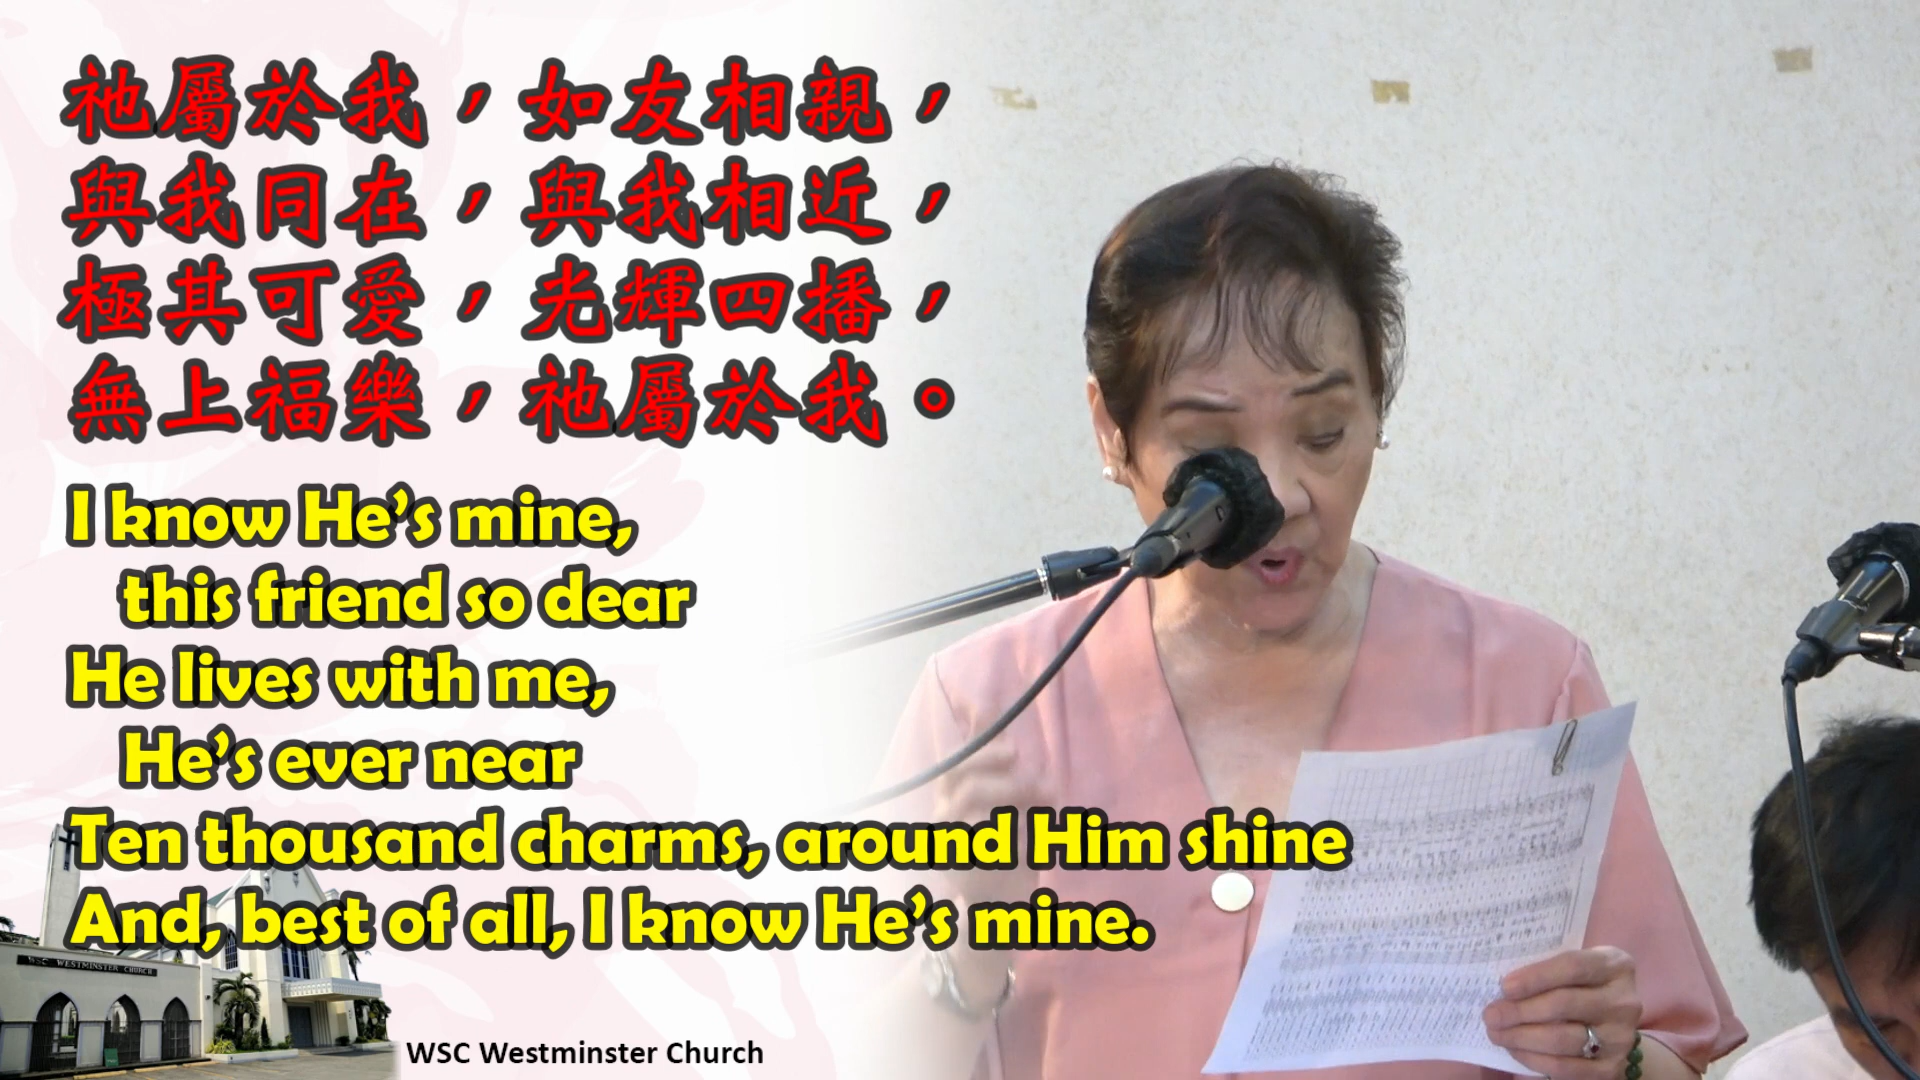 祂屬於我，如友相親，
與我同在，與我相近，
極其可愛，光輝四播，
無上福樂，祂屬於我。
I know He's mine,
this friend so dear
He lives with me,
He's ever near
Ten thousand charms, around Him shine
And, best of all, I know He's mine.
WSC WESTMINSTER CHURCH
WSC Westminster Church